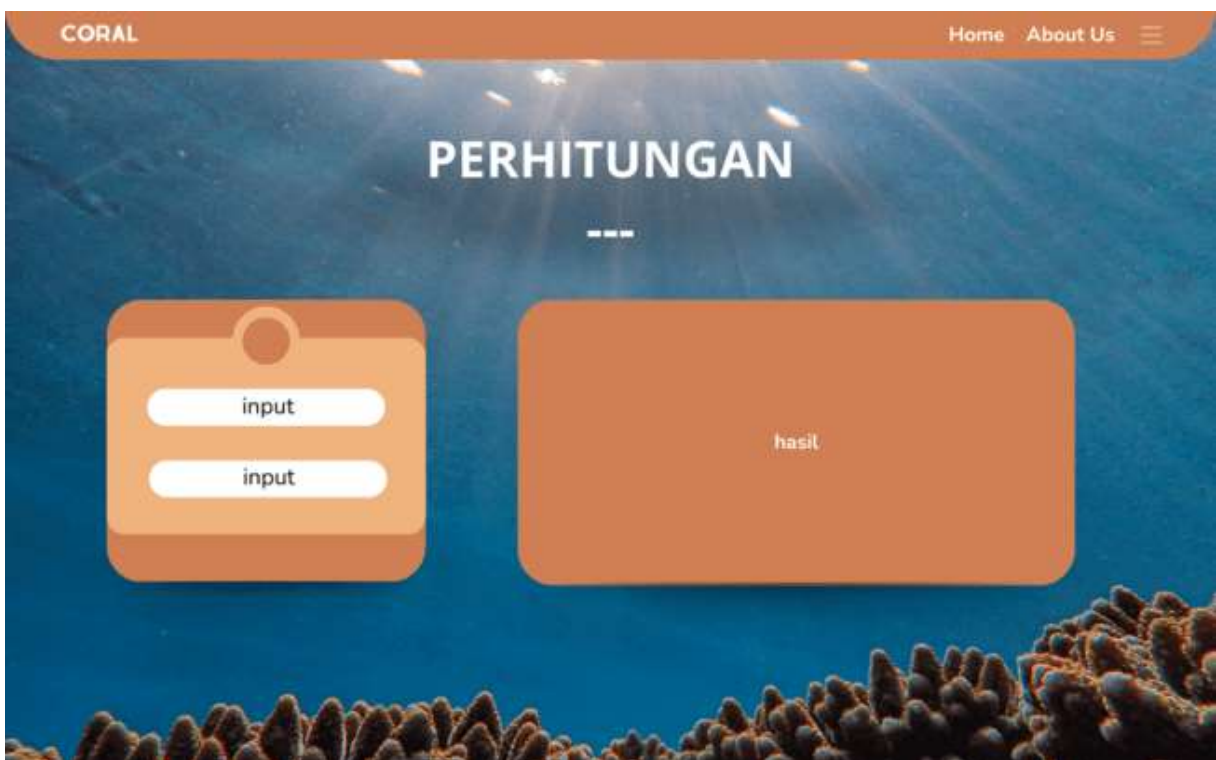 CORAL
Home About Us
PERHITUNGAN
---
input
input
hasil